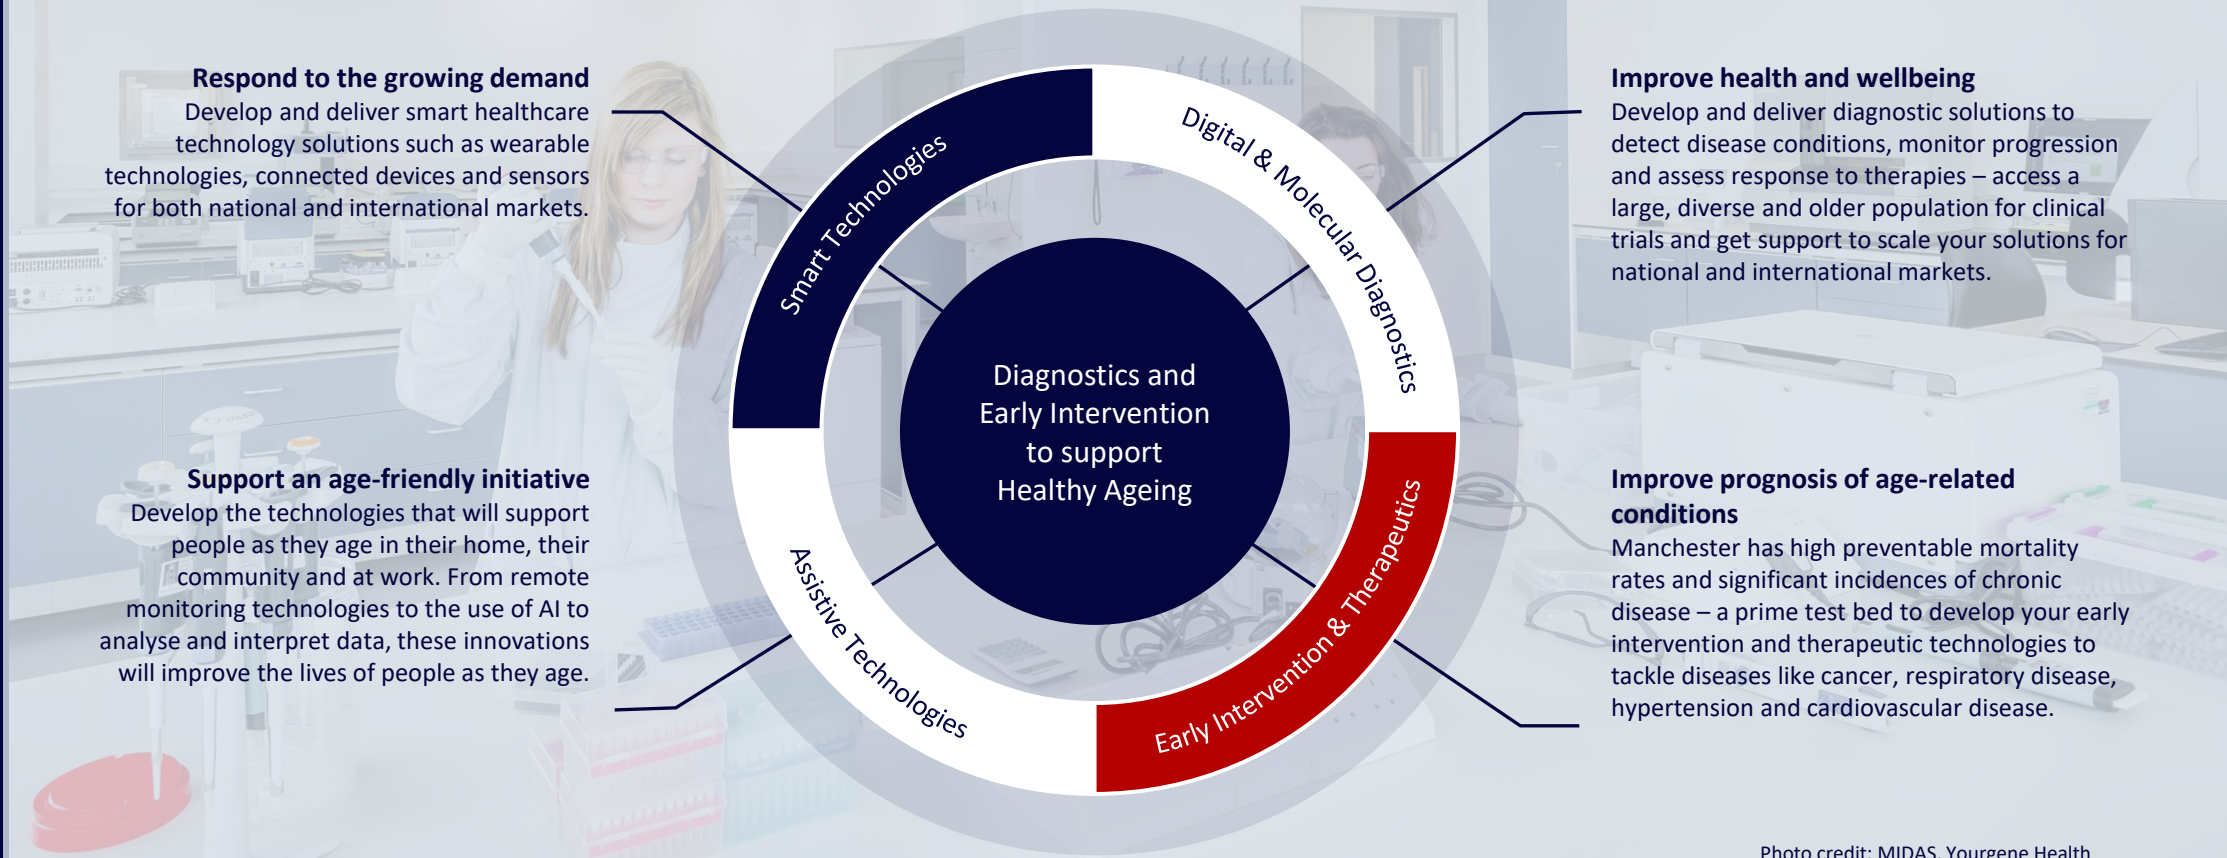 Respond to the growing demand
Develop and deliver smart healthcare
technology solutions such as wearable
technologies, connected devices and sensors
for both national and international markets.
Support an age-friendly initiative
Develop the technologies that will support
people as they age in their home, their
community and at work. From remote
monitoring technologies to the use of AI to
analyse and interpret data, these innovations
will improve the lives of people as they age.
Smart Technologies
Digital & Molecular Diagnostics
Assistive Technologies
Early Intervention & Therapeutics
Diagnostics and
Early Intervention
to support
Healthy Ageing
Improve health and wellbeing
Develop and deliver diagnostic solutions to
detect disease conditions, monitor progression
and assess response to therapies – access a
large, diverse and older population for clinical
trials and get support to scale your solutions for
national and international markets.
Improve prognosis of age-related
conditions
Manchester has high preventable mortality
rates and significant incidences of chronic
disease – a prime test bed to develop your early
intervention and therapeutic technologies to
tackle diseases like cancer, respiratory disease,
hypertension and cardiovascular disease.
Photo credit: MIDAS, Yourgene Health